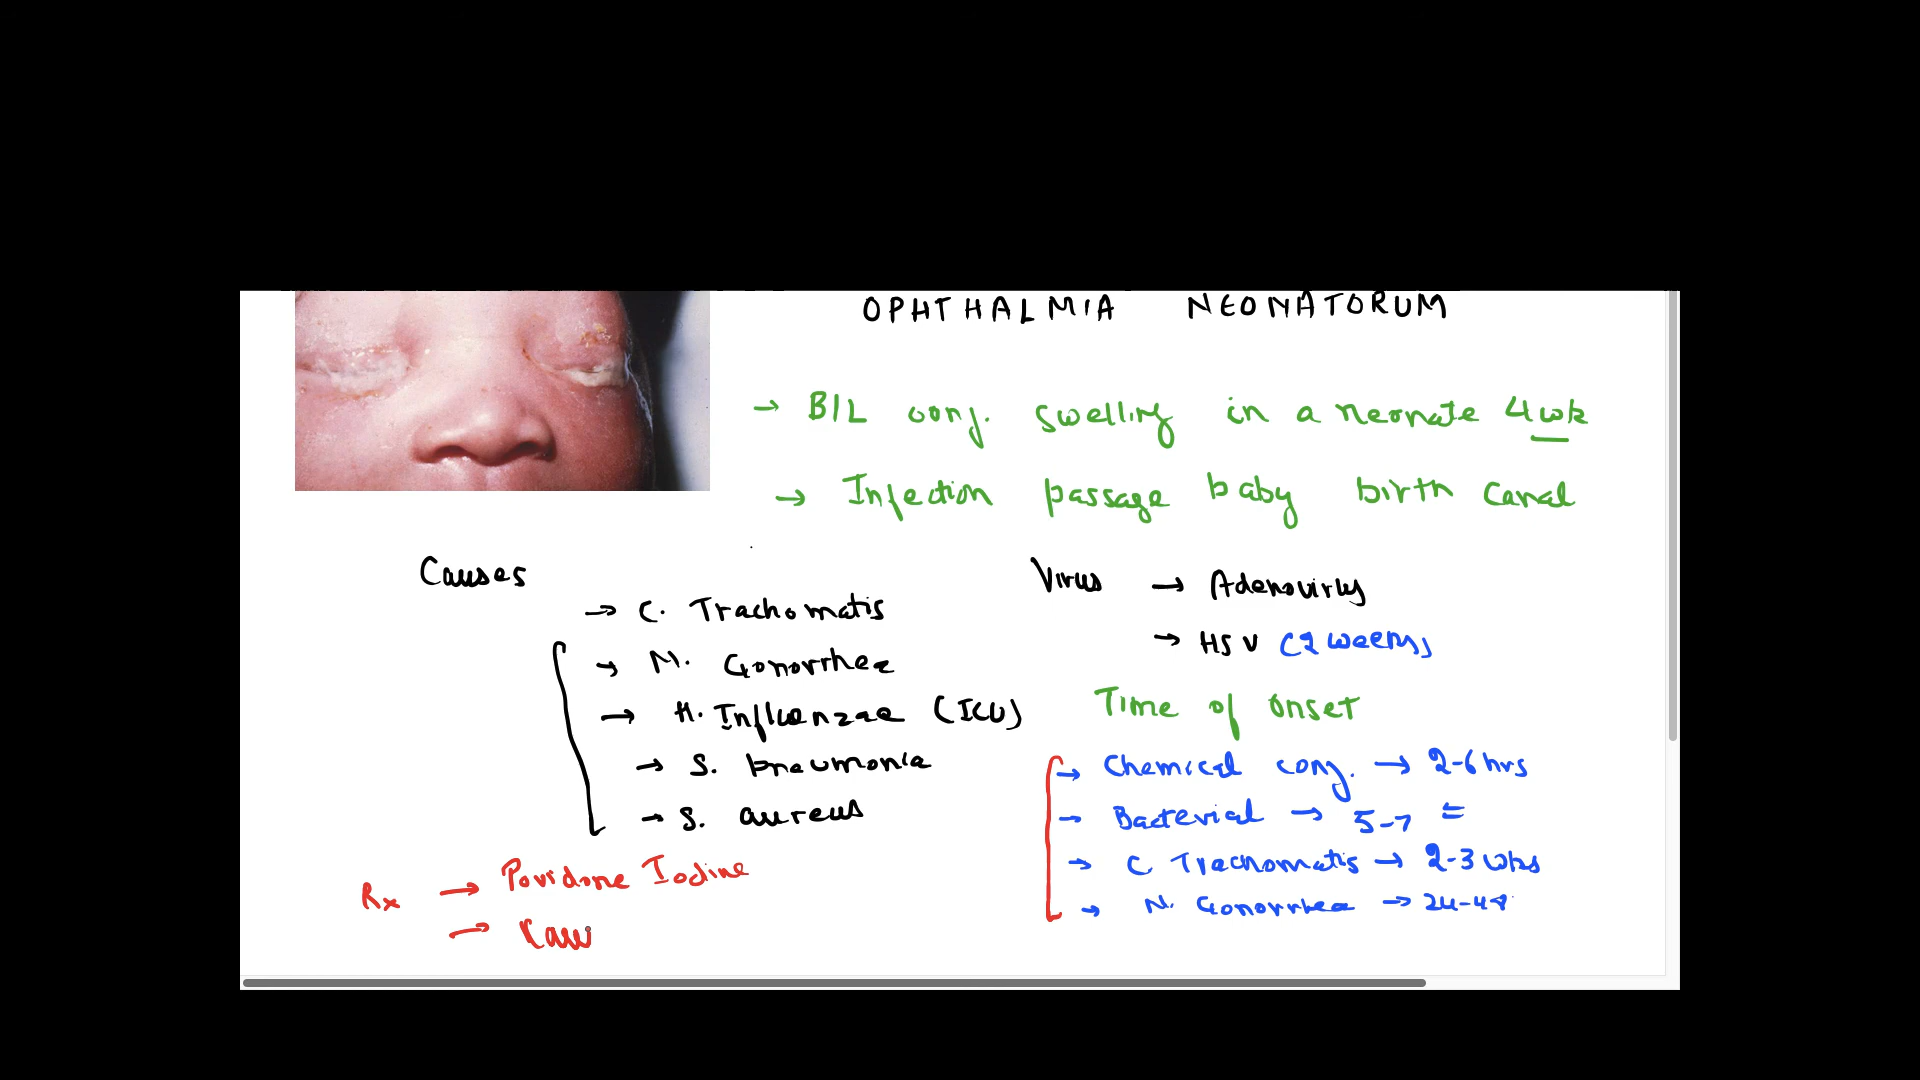 OPHTHALMIA NEONATORUM
→ B/L conj. swelling in a neonate 4wk
→ Infection passage baby birth canal
Causes
→ C. Trachomatis
→ N. Gonorrhea
→ H. Influenzae (ICU)
→ S. pneumonia
→ S. aureus
Rx → Povidone Iodine
→ Caus
Virus → Adenovirus
→ HSV (2 weeks)
Time of onset
→ Chemical conj. → 2-6 hrs
→ Bacterial → 5-7
→ C Trachomatis → 2-3 wks
→ N. Gonorrhea → 24-48